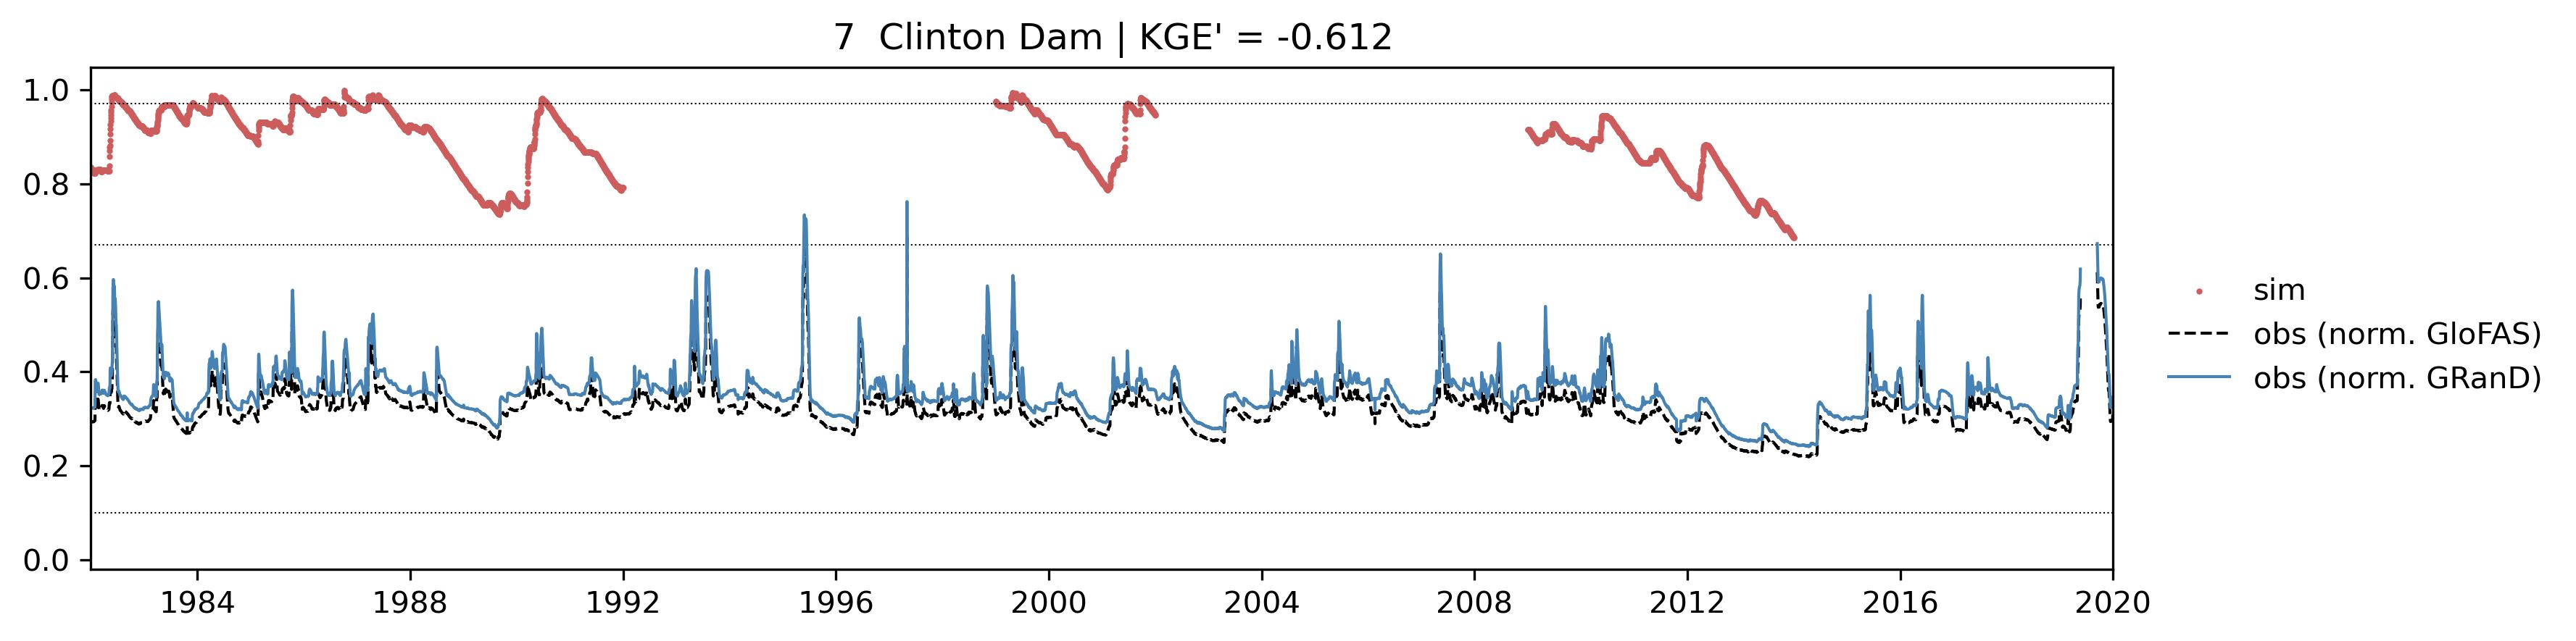 7  Clinton Dam | KGE' = -0.612
1.0
0.8
0.6
0.4
0.2
0.0
1984 1988 1992 1996 2000 2004 2008 2012 2016 2020
sim
obs (norm. GloFAS)
obs (norm. GRanD)